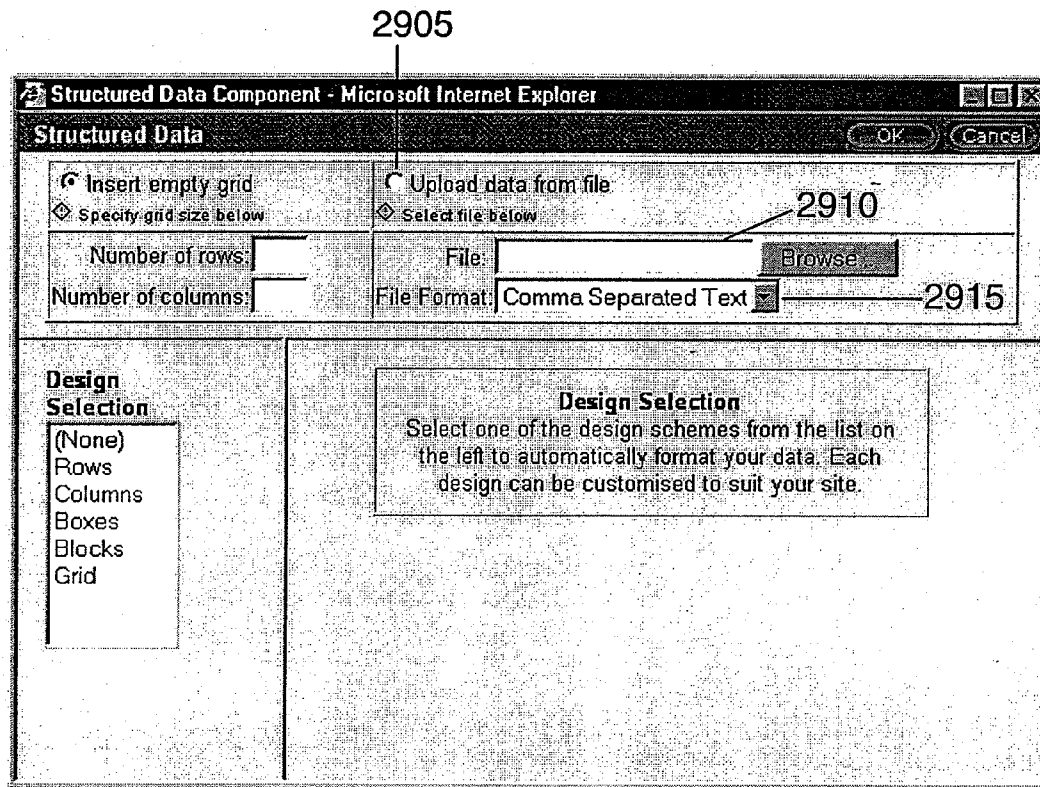 2905
Structured Data Component - Microsoft Internet Explorer
Structured Data
OK
Cancel
Insert empty grid
Specify grid size below
Upload data from file
Select file below
2910
Number of rows:
Number of columns:
File:
Browse...
File Format:
Comma Separated Text
2915
Design
Selection
(None)
Rows
Columns
Boxes
Blocks
Grid
Design Selection
Select one of the design schemes from the list on
the left to automatically format your data. Each
design can be customised to suit your site.